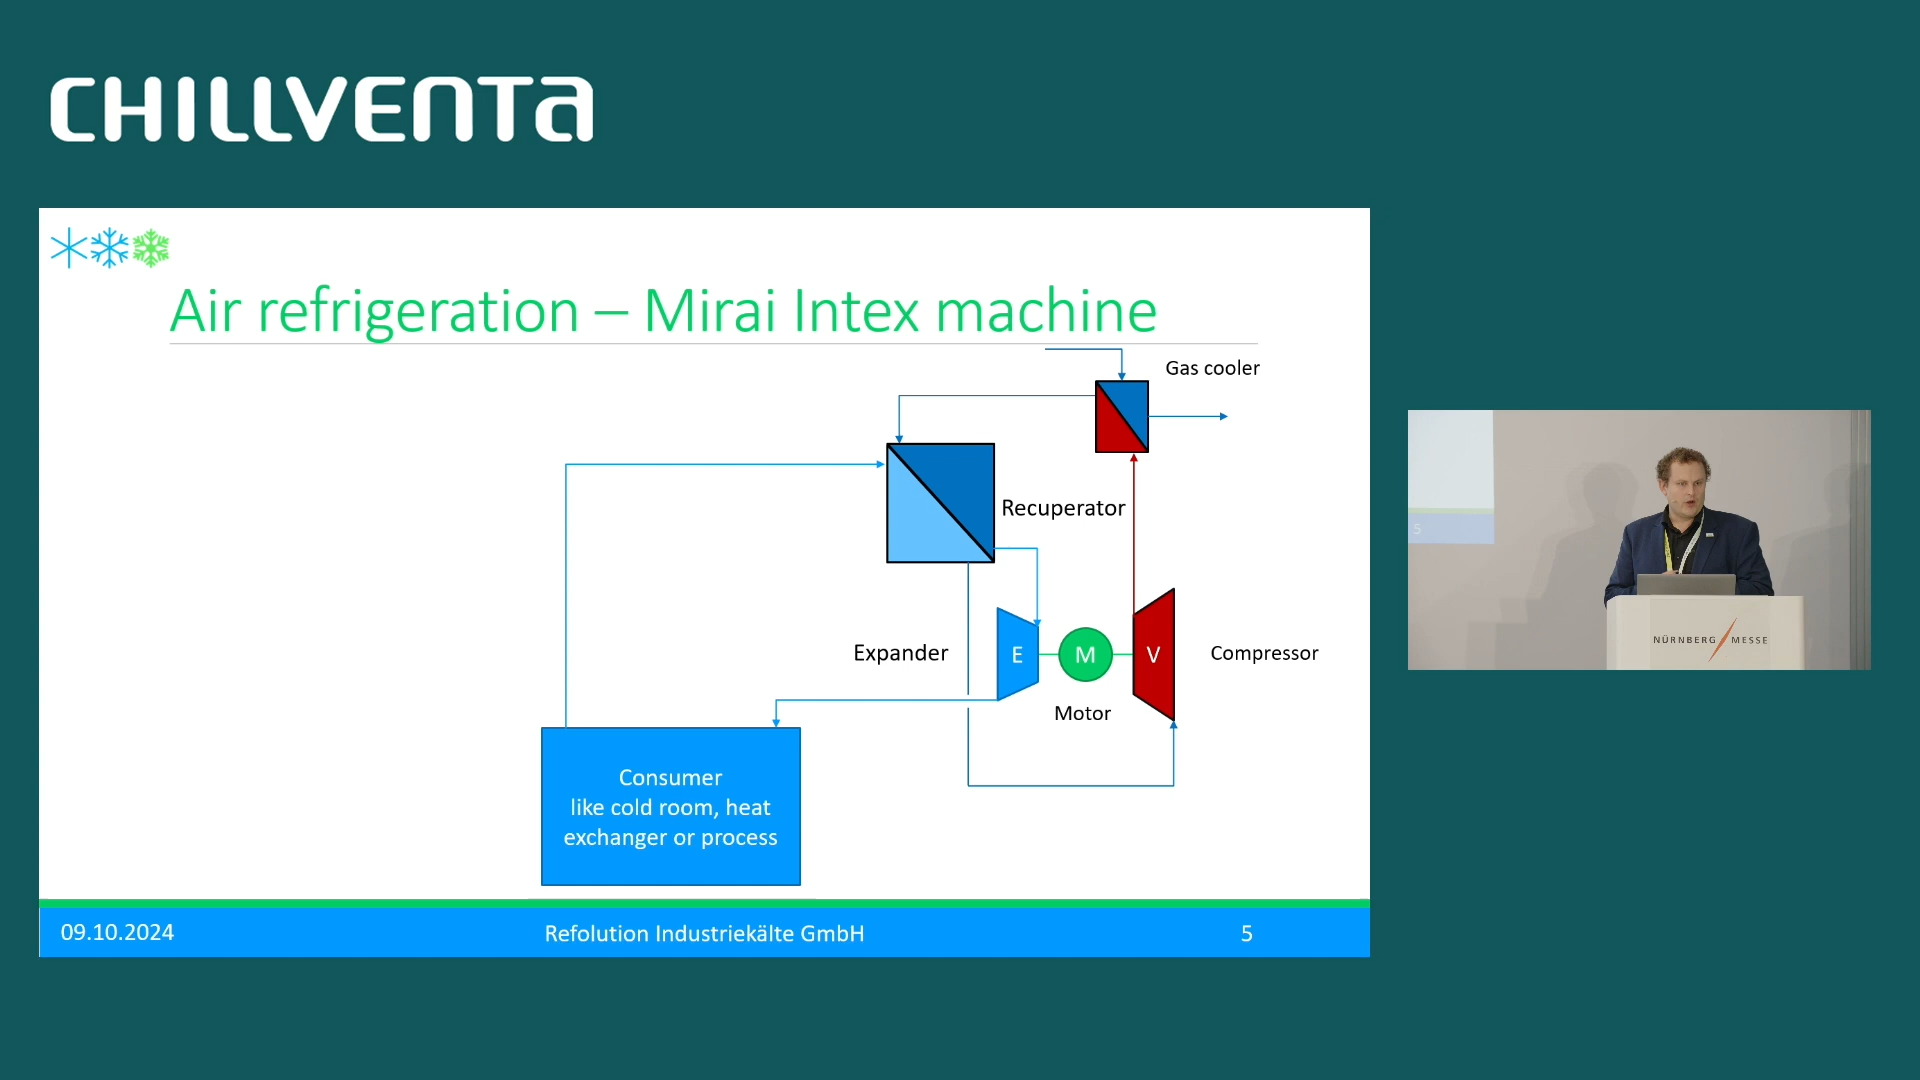 CHILLVENTA
Air refrigeration – Mirai Intex machine
Gas cooler
Recuperator
Expander
E
M
V
Compressor
Motor
Consumer
like cold room, heat
exchanger or process
09.10.2024
Refolution Industriekälte GmbH
5
5
NÜRNBERG MESSE